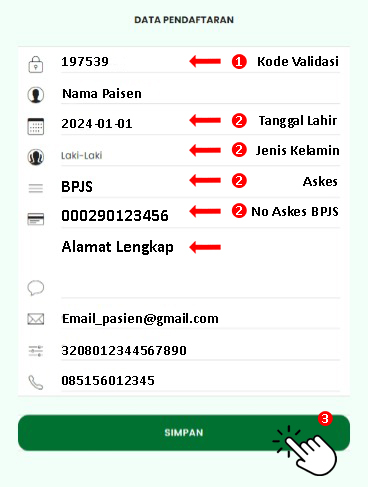 DATA PENDAFTARAN
197539 1 Kode Validasi
Nama Paisen
2024-01-01 2 Tanggal Lahir
Laki-Laki 2 Jenis Kelamin
BPJS 2 Askes
000290123456 2 No Askes BPJS
Alamat Lengkap
Email_pasien@gmail.com
3208012344567890
085156012345
3
SIMPAN